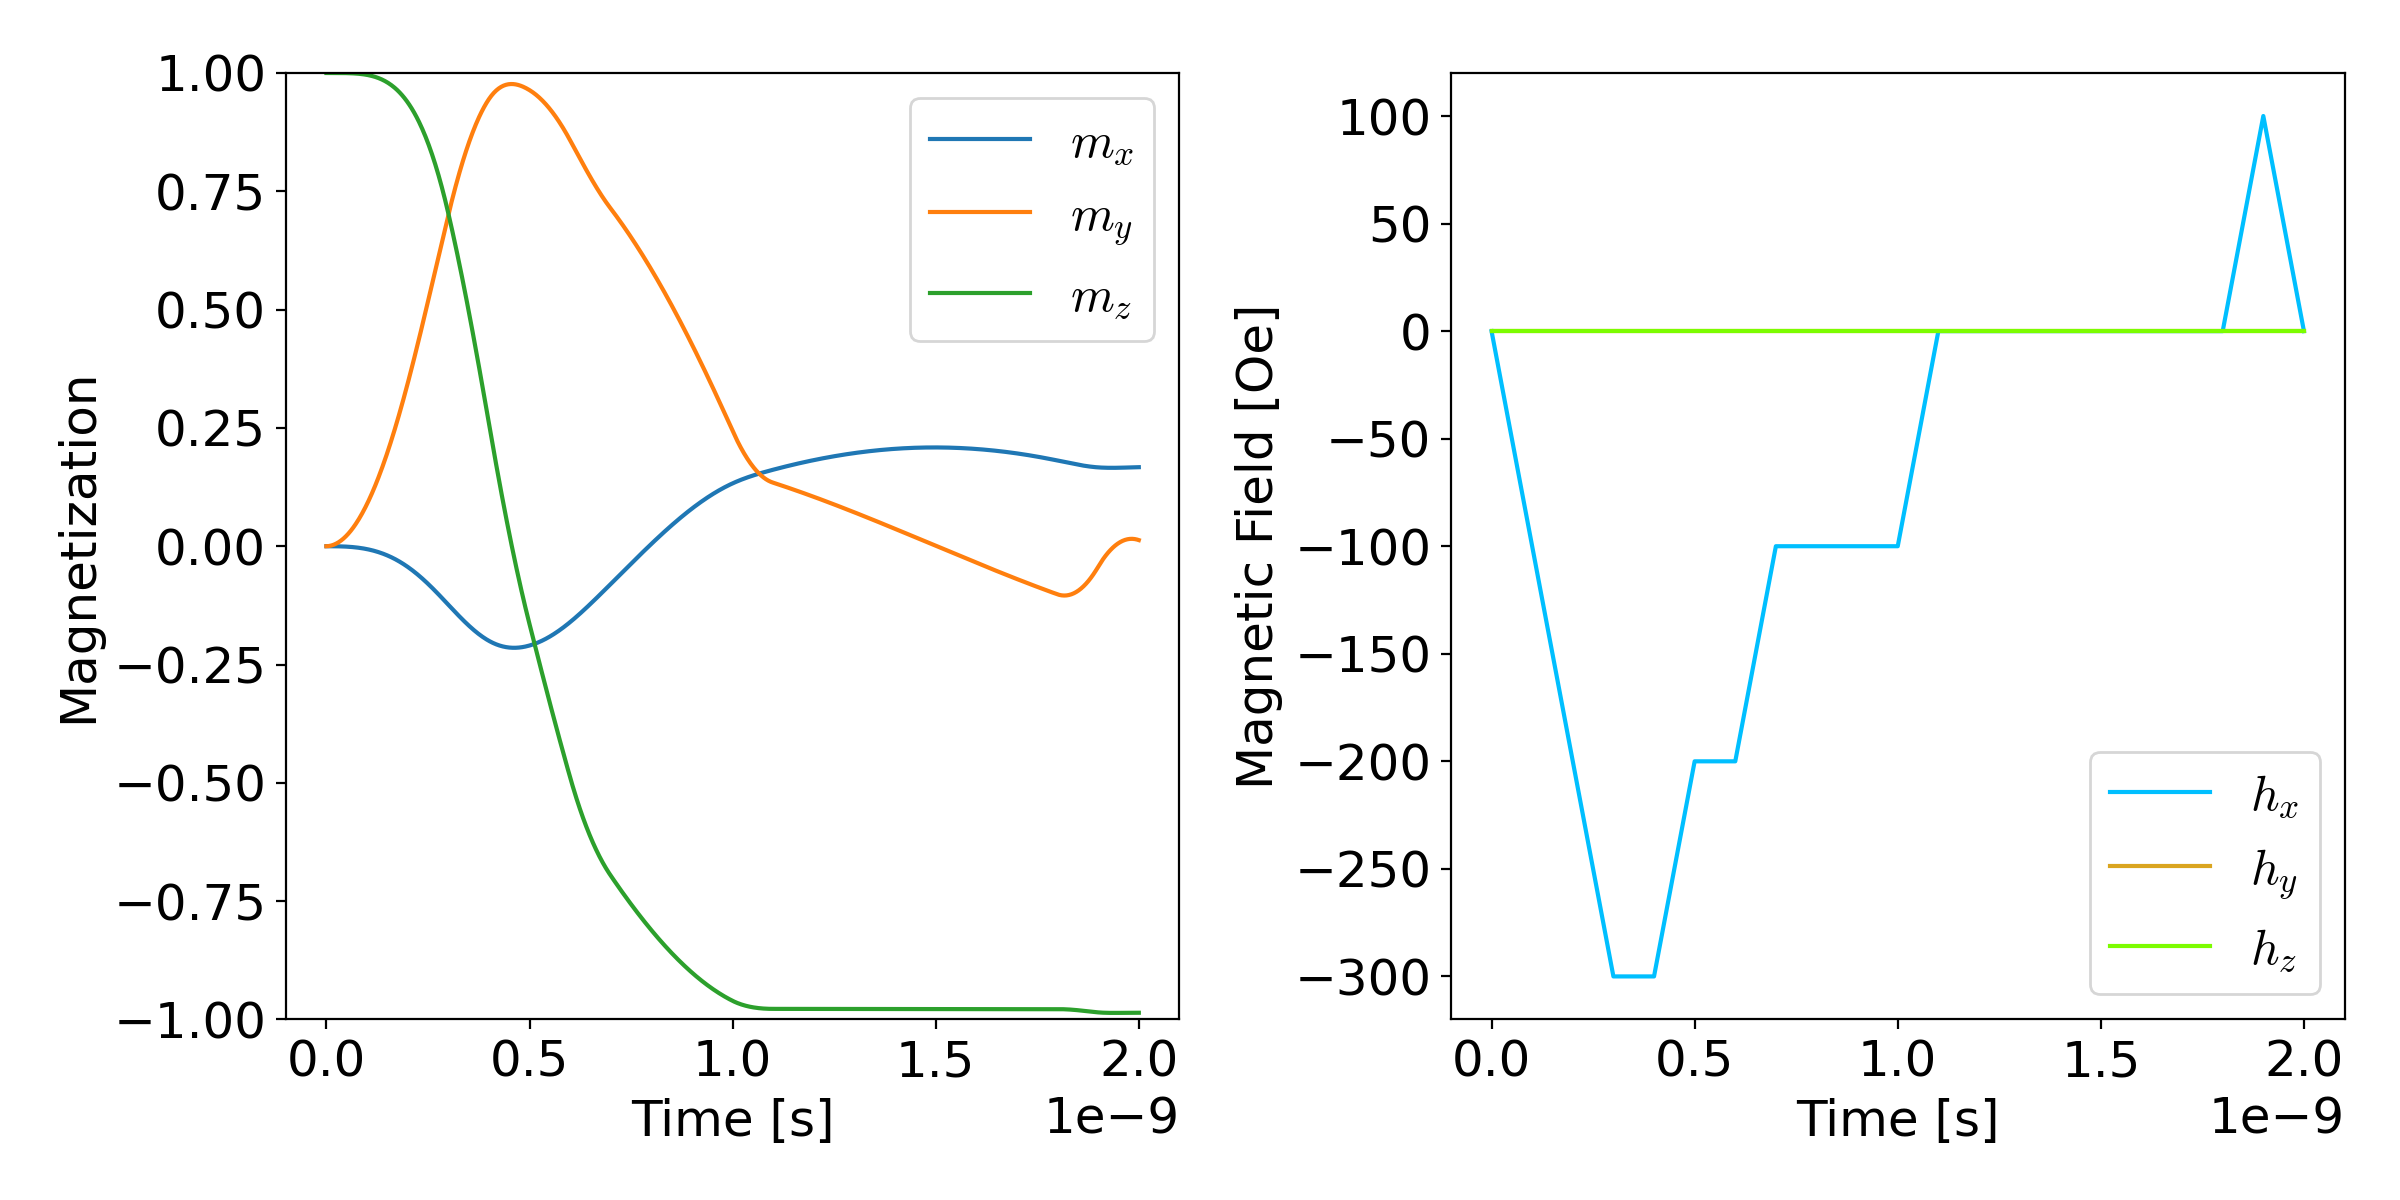 1.00
0.75
0.50
0.25
0.00
−0.25
−0.50
−0.75
−1.00
Magnetization
0.0 0.5 1.0 1.5 2.0
Time [s]
1e−9
m_x
m_y
m_z
100
50
0
−50
−100
−150
−200
−250
−300
Magnetic Field [Oe]
0.0 0.5 1.0 1.5 2.0
Time [s]
1e−9
h_x
h_y
h_z